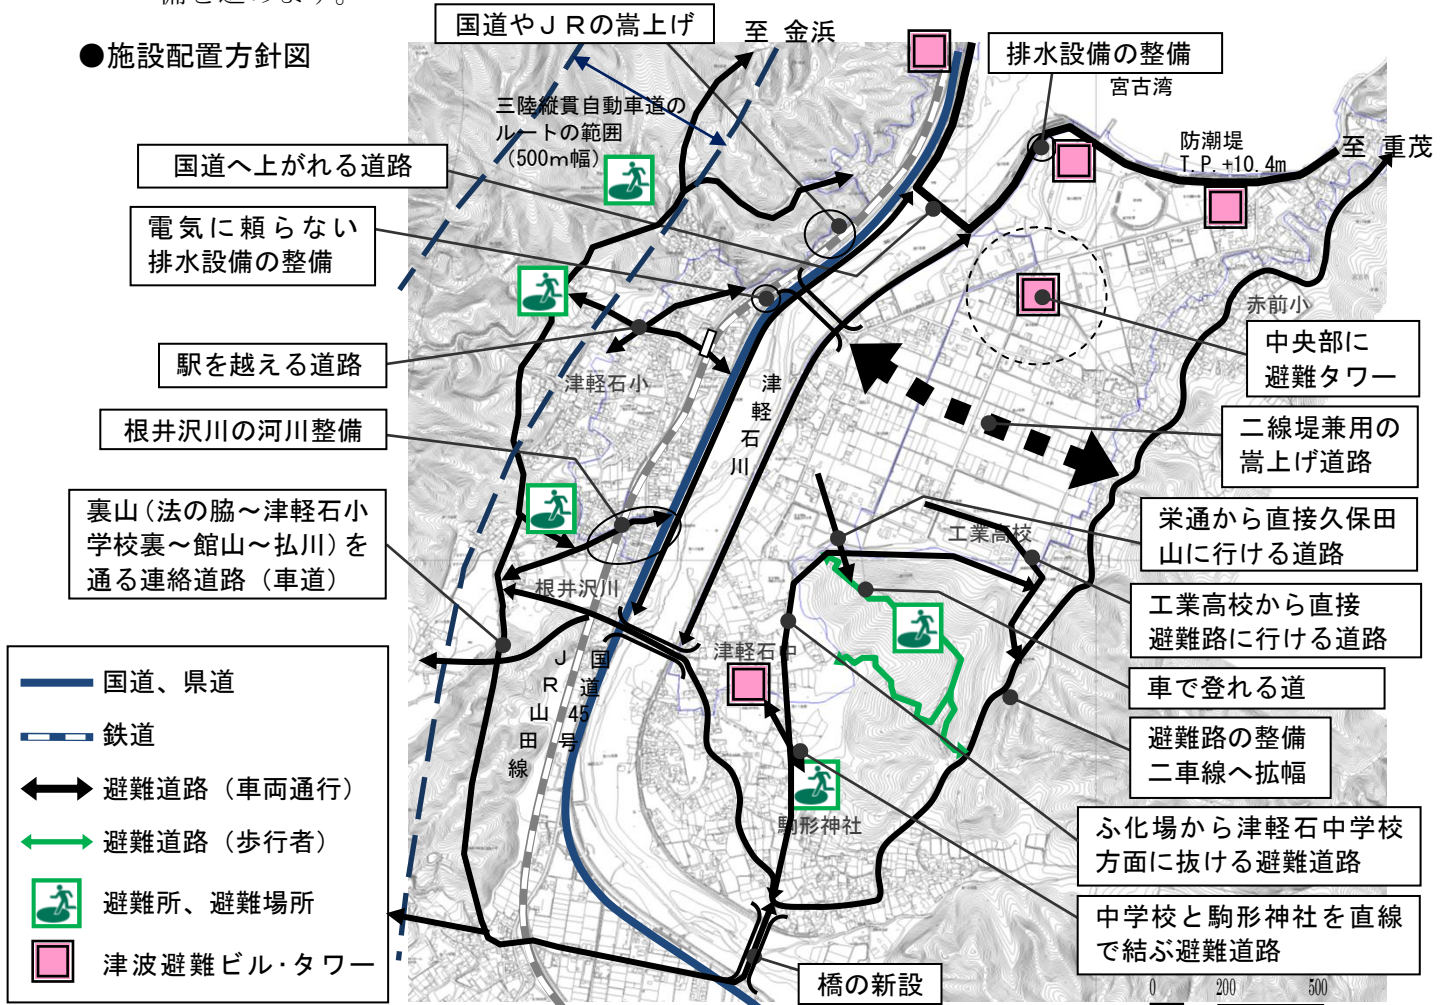 備を進めます。
●施設配置方針図
国道やＪＲの嵩上げ
至 金浜
排水設備の整備
宮古湾
三陸縦貫自動車道の
ルートの範囲
（500ｍ幅）
防潮堤
T.P.+10.4m
至 重茂
国道へ上がれる道路
電気に頼らない
排水設備の整備
赤前小
中央部に
避難タワー
駅を越える道路
津軽石小
津軽石川
二線堤兼用の
嵩上げ道路
根井沢川の河川整備
裏山（法の脇～津軽石小
学校裏～館山～払川）を
通る連絡道路（車道）
栄通から直接久保田
山に行ける道路
工業高校
根井沢川
工業高校から直接
避難路に行ける道路
津軽石中
ＪＲ山田線
国道45号
車で登れる道
避難路の整備
二車線へ拡幅
駒形神社
ふ化場から津軽石中学校
方面に抜ける避難道路
中学校と駒形神社を直線
で結ぶ避難道路
橋の新設
国道、県道
鉄道
避難道路（車両通行）
避難道路（歩行者）
避難所、避難場所
津波避難ビル・タワー
0 200 500